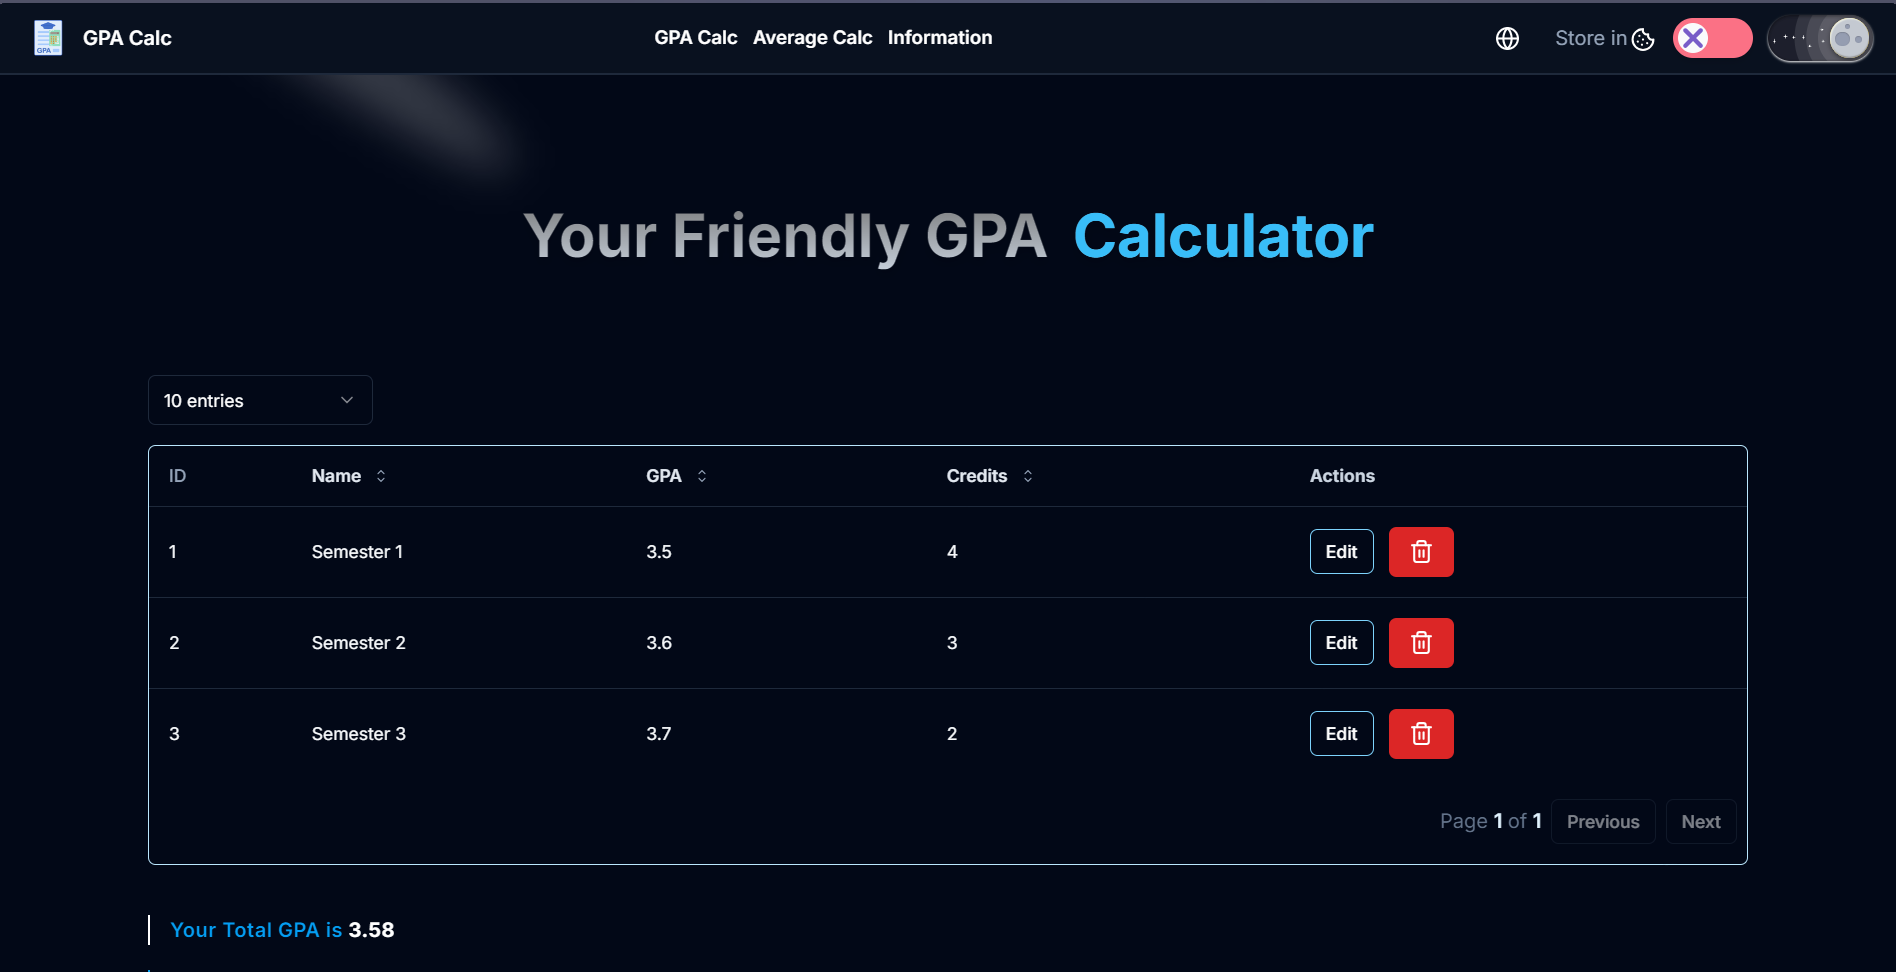 GPA Calc
GPA Calc Average Calc Information
Store in
Your Friendly GPA Calculator
10 entries
ID Name GPA Credits Actions
1 Semester 1 3.5 4 Edit
2 Semester 2 3.6 3 Edit
3 Semester 3 3.7 2 Edit
Page 1 of 1 Previous Next
Your Total GPA is 3.58